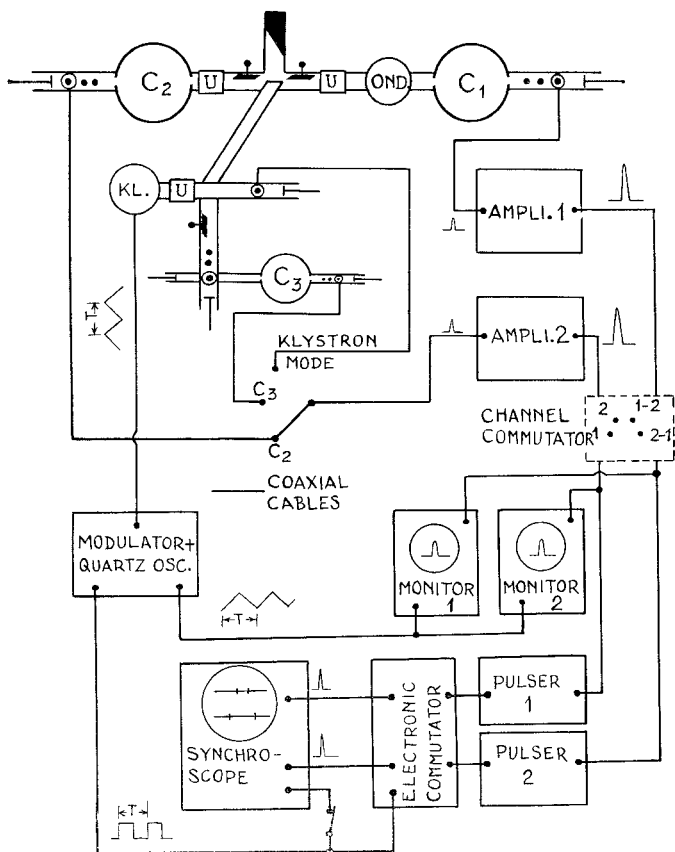 C2 U U OND. C1
KL. U
AMPLI.1
T
C3
KLYSTRON
MODE
AMPLI.2
C3
2 1-2
CHANNEL
COMMUTATOR
1 2-1
C2
COAXIAL
CABLES
MODULATOR+
QUARTZ OSC.
MONITOR
1
MONITOR
2
T
ELECTRONIC
COMMUTATOR
PULSER
1
SYNCHRO-
SCOPE
PULSER
2
T